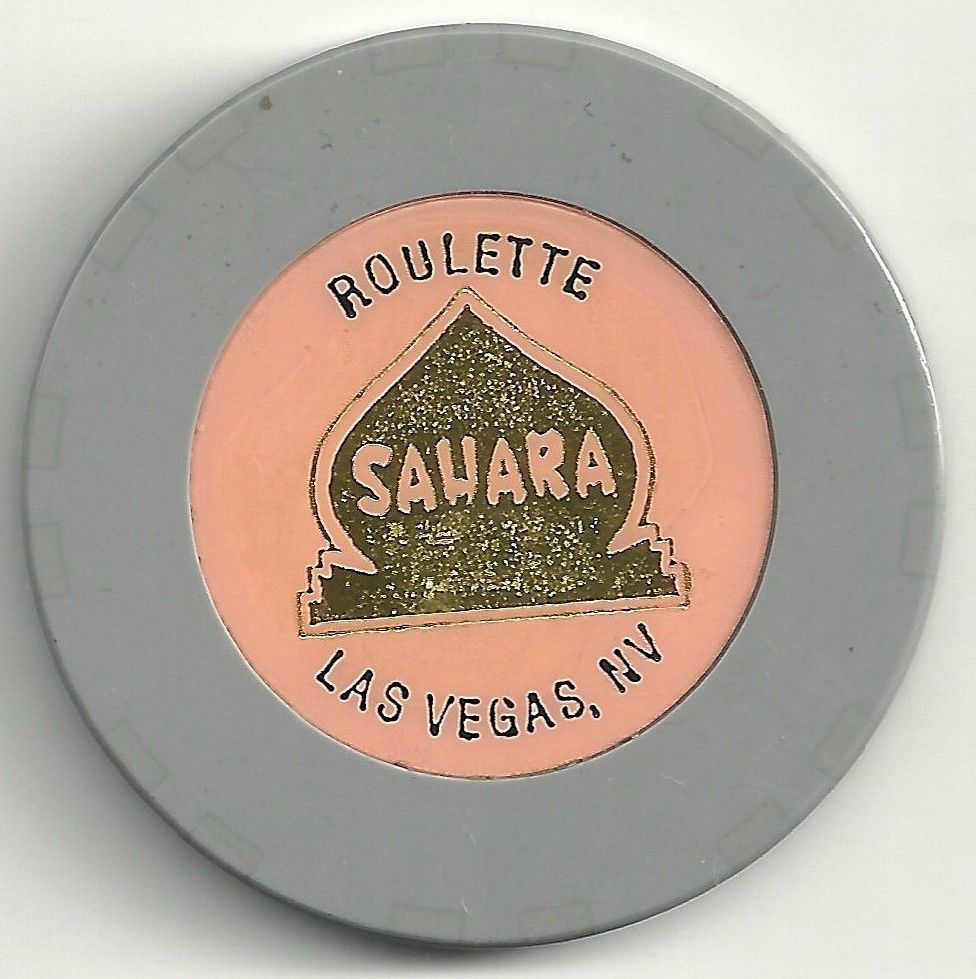 ROULETTE
SAHARA
LAS VEGAS, NV